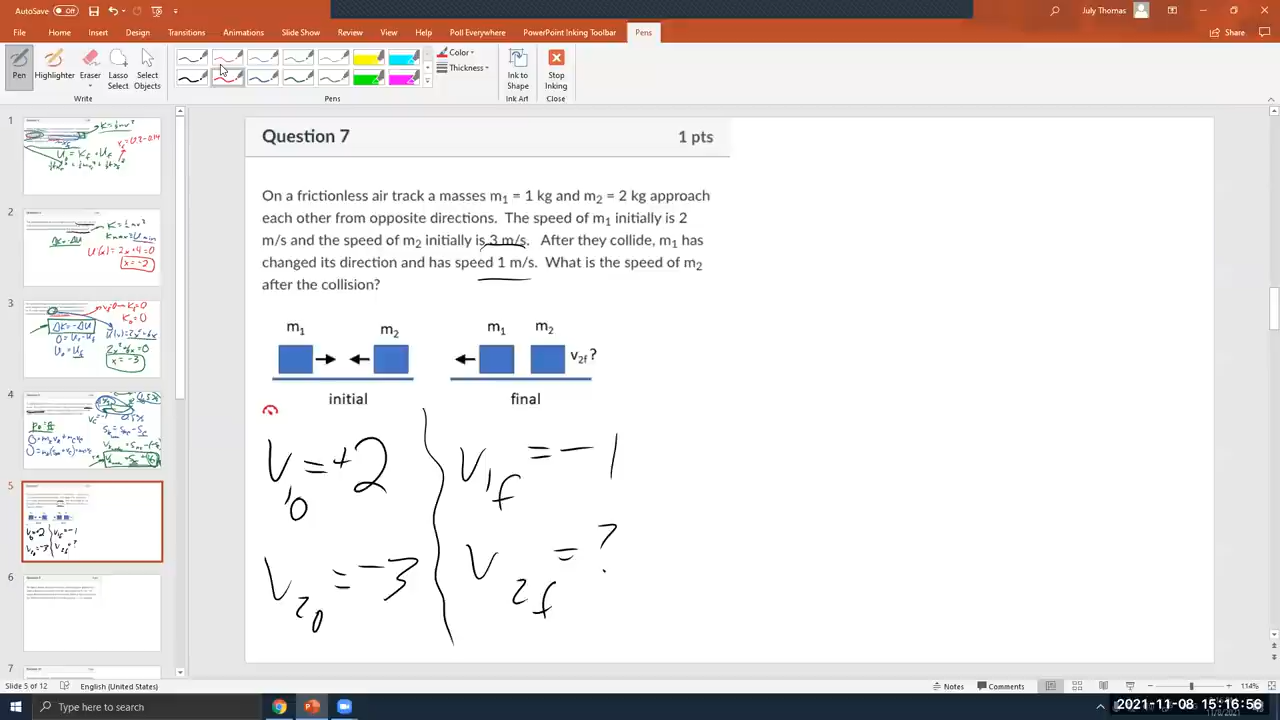 AutoSave Off
July Thomas
File Home Insert Design Transitions Animations Slide Show Review View Help Poll Everywhere PowerPoint Inking Toolbar Pens
Share
Pen Highlighter Eraser Lasso Select Select Objects
Color
Thickness
Ink to Shape
Stop Inking
Write Pens Ink Art Close
1
2
3
4
5
6
7
Question 7 1 pts
On a frictionless air track a masses m1 = 1 kg and m2 = 2 kg approach
each other from opposite directions. The speed of m1 initially is 2
m/s and the speed of m2 initially is 3 m/s. After they collide, m1 has
changed its direction and has speed 1 m/s. What is the speed of m2
after the collision?
m1 m2 m1 m2
v2f ?
initial final
v10 = +2 v1f = -1
v20 = -3 v2f = ?
Slide 5 of 12 English (United States) Notes Comments 114%
Type here to search
2021-11-08 15:16:56